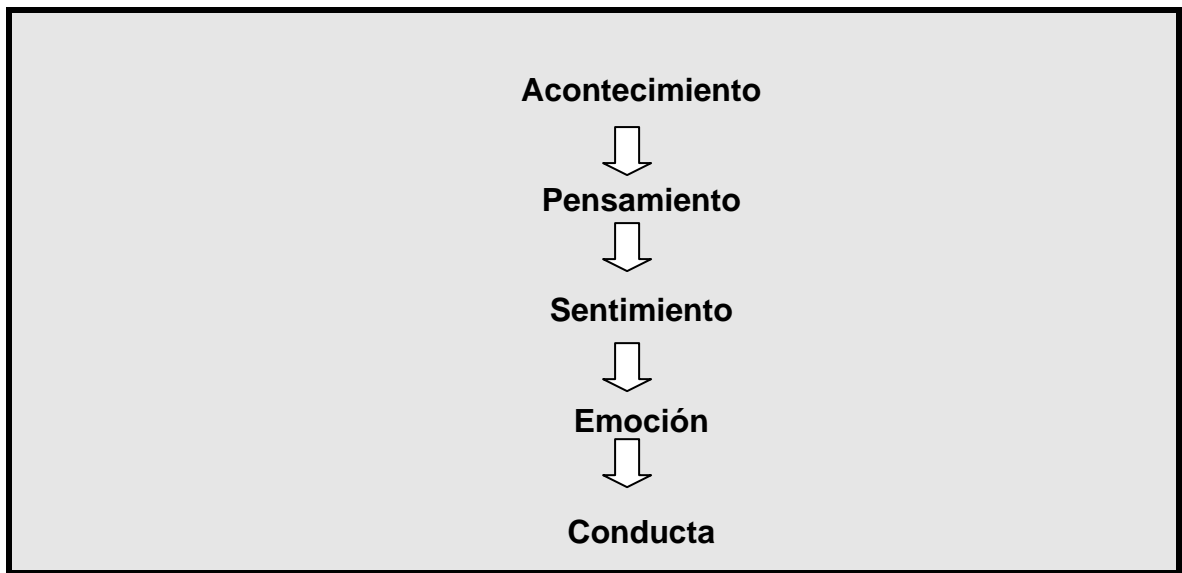 Acontecimiento
Pensamiento
Sentimiento
Emoción
Conducta